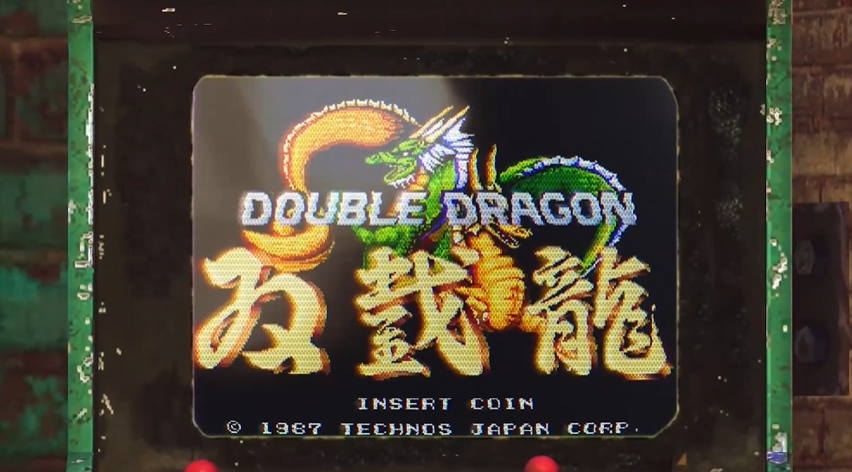 DOUBLE DRAGON
双截龍
INSERT COIN
© 1987 TECHNOS JAPAN CORP.